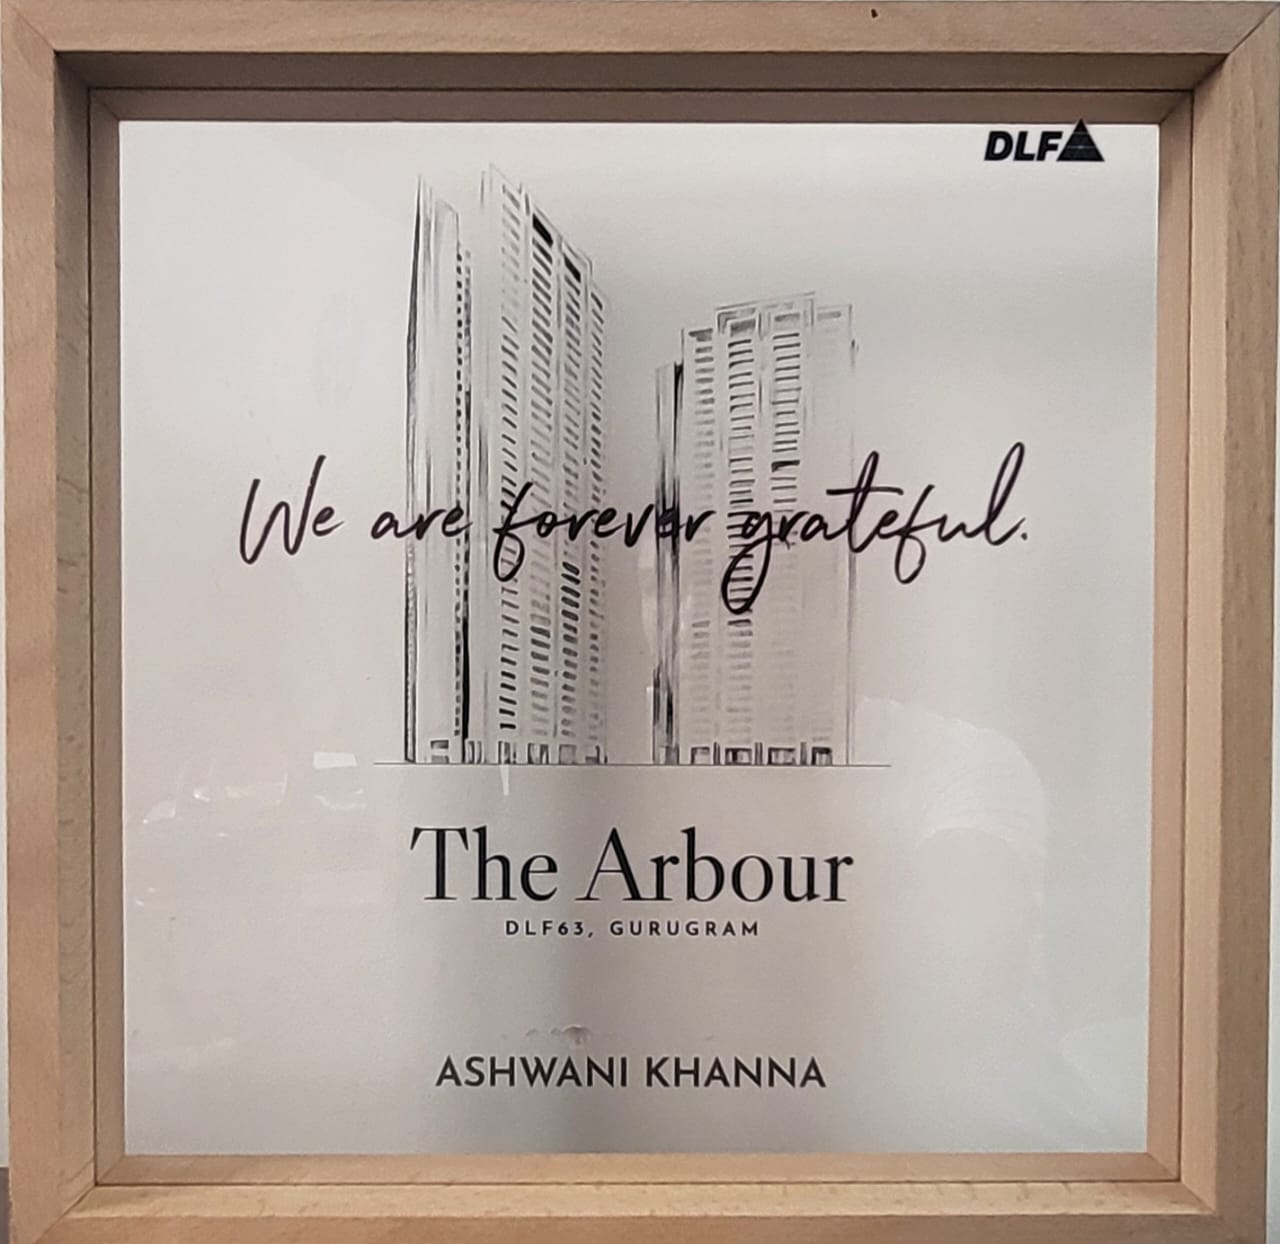 DLF
We are forever grateful.
The Arbour
DLF63, GURUGRAM
ASHWANI KHANNA